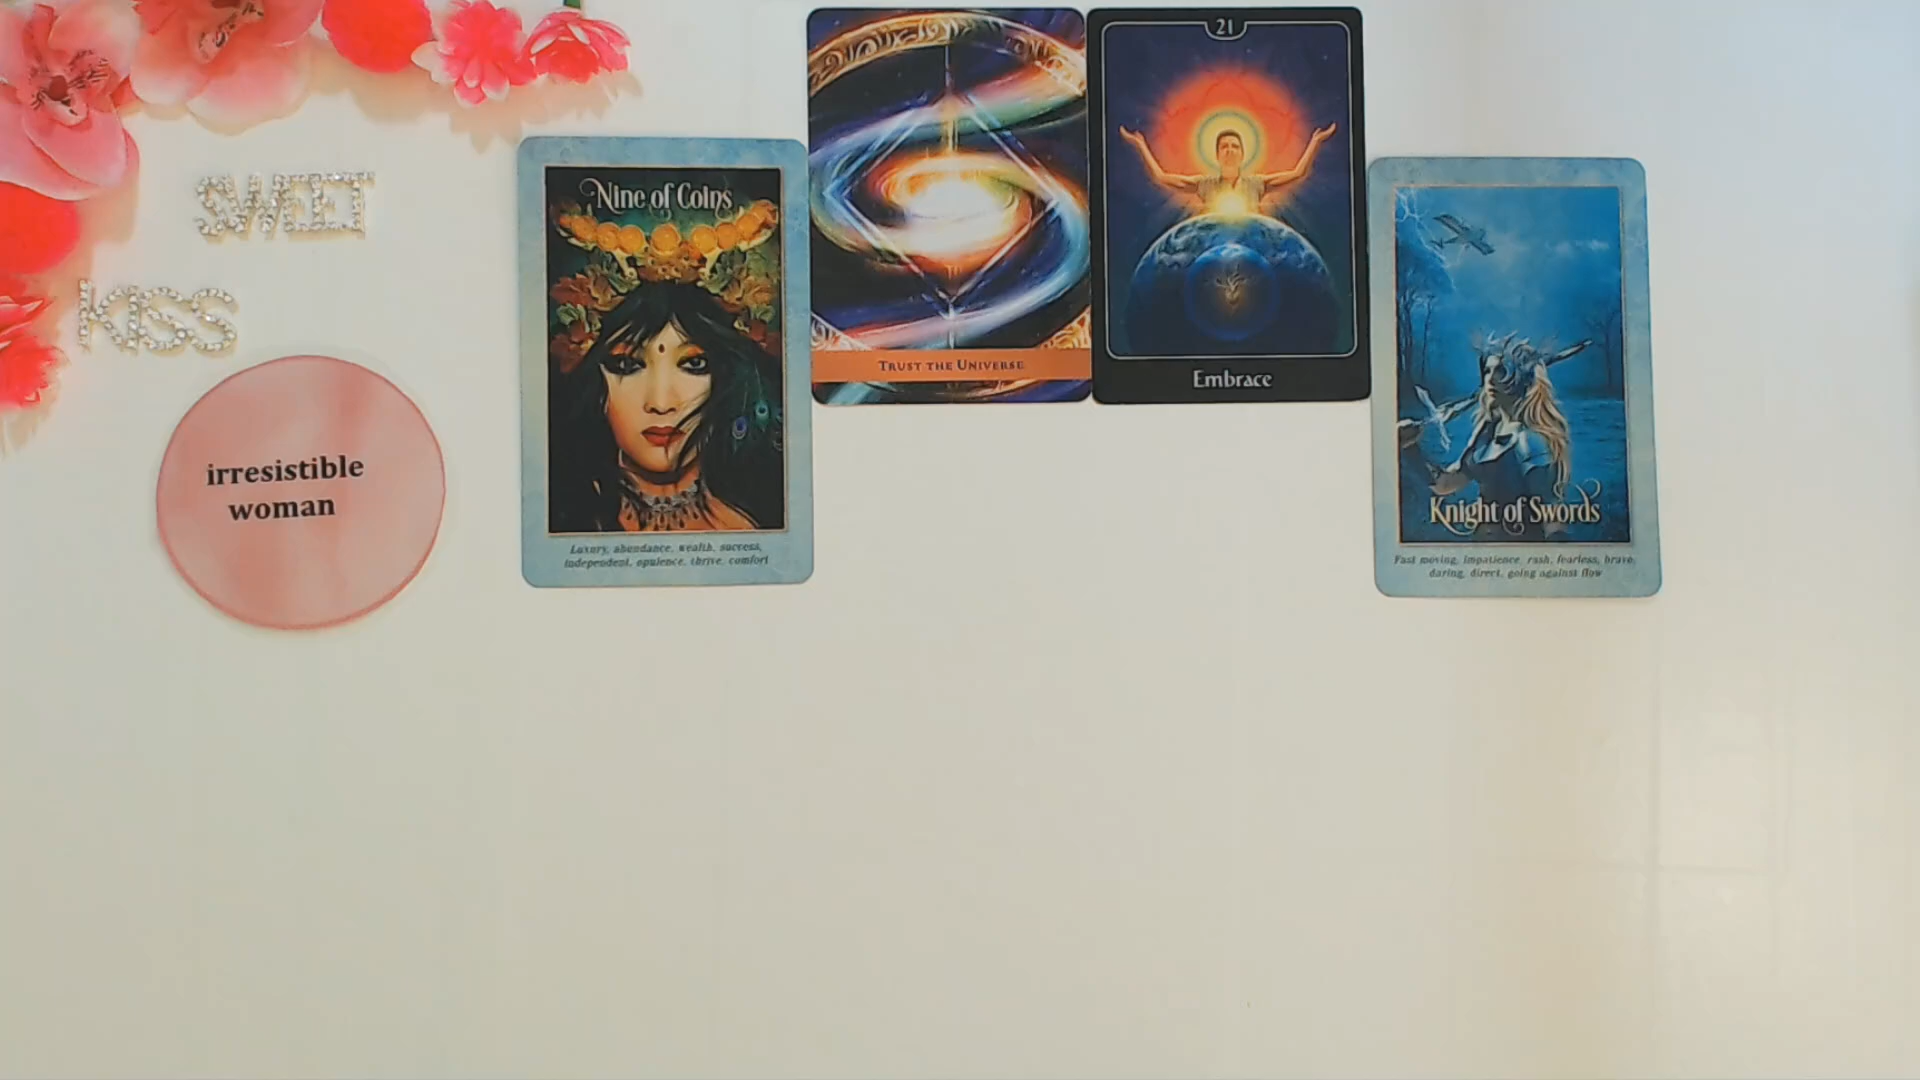 SWEET
KISS
irresistible
woman
Nine of Coins
Luxury, abundance, wealth, success,
independent, opulence, thrive, comfort
TRUST THE UNIVERSE
21
Embrace
Knight of Swords
Fast moving, impatience, rash, fearless, brave,
daring, direct, going against flow